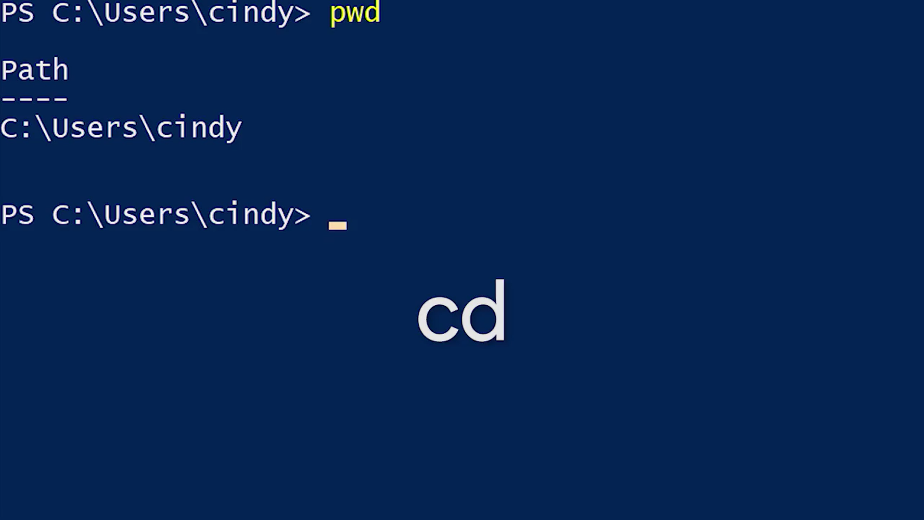 PS C:\Users\cindy> pwd
Path
----
C:\Users\cindy
PS C:\Users\cindy>
cd